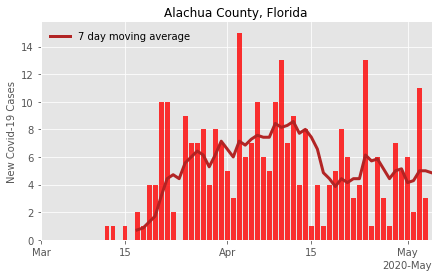 Alachua County, Florida
7 day moving average
New Covid-19 Cases
14
12
10
8
6
4
2
0
Mar
15
Apr
15
May
2020-May